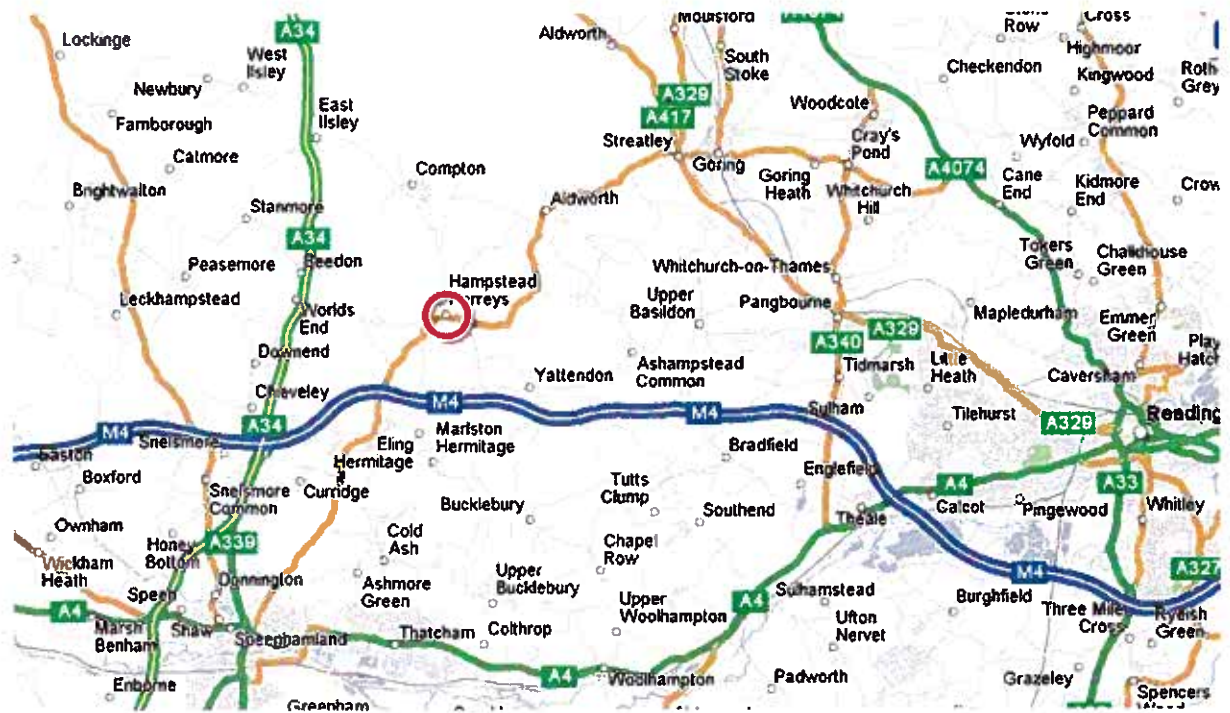 Lockinge
A34
West
Ilsley
Newbury
Farnborough
East
Ilsley
Catmore
Brightwalton
Stanmore
A34
Beedon
Peasemore
Leckhampstead
Worlds
End
Downend
Chieveley
Compton
Aldworth
Hampstead
Aldworth
Moulsford
South
Stoke
A329
A417
Streatley
Goring
Woodcote
Cray's
Pond
Goring
Heath
Whitchurch
Hill
A4074
Checkendon
Row
Cross
Highmoor
Kingwood
Peppard
Common
Wyfold
Cane
End
Kidmore
End
Tokers
Green
Chalkhouse
Green
Whitchurch-on-Thames
Upper
Basildon
Pangbourne
A329
A340
Tidmarsh
Little
Heath
Mapledurham
Emmer
Green
Caversham
Reading
Yattendon
Ashampstead
Common
M4
M4
M4
A34
Snelsmore
Easton
Boxford
Snelsmore
Common
Curridge
Eling
Hermitage
Marlston
Hermitage
Bradfield
Sulham
Englefield
Tilehurst
A329
A4
Calcot
Pingewood
A33
Whitley
Theale
Ownham
Honey
Bottom
A339
Wickham
Heath
Donnington
Speen
A4
Marsh
Benham
Shaw
Speenhamland
Enborne
Greenham
Cold
Ash
Ashmore
Green
Thatcham
Colthrop
Bucklebury
Upper
Bucklebury
Tutts
Clump
Southend
Chapel
Row
Upper
Woolhampton
A4
A4
Woolhampton
Sulhamstead
Ufton
Nervet
Padworth
Burghfield
M4
A327
Three Mile
Cross
Ryeish
Green
Grazeley
Spencers